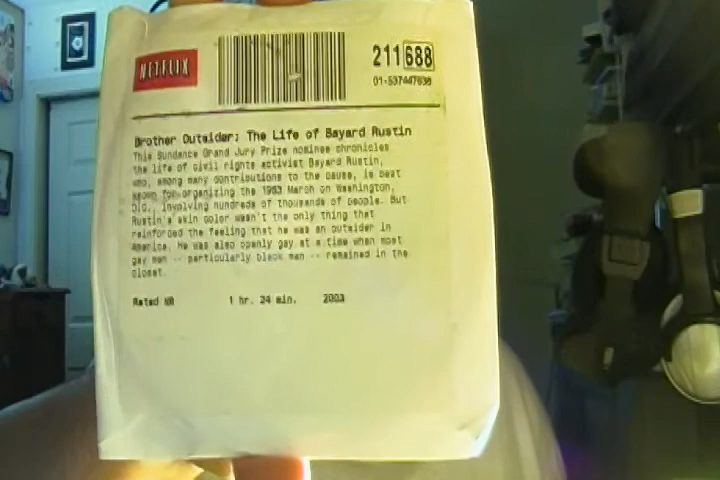 NETFLIX
211688
01-537447638
Brother Outsider: The Life of Bayard Rustin
This Sundance Grand Jury Prize nominee chronicles
the life of civil rights activist Bayard Rustin,
who, among many contributions to the cause, is best
known for organizing the 1963 March on Washington,
D.C., involving hundreds of thousands of people. But
Rustin's skin color wasn't the only thing that
reinforced the feeling that he was an outsider in
America. He was also openly gay at a time when most
gay men -- particularly black men -- remained in the
closet.
Rated NR 1 hr. 24 min. 2003